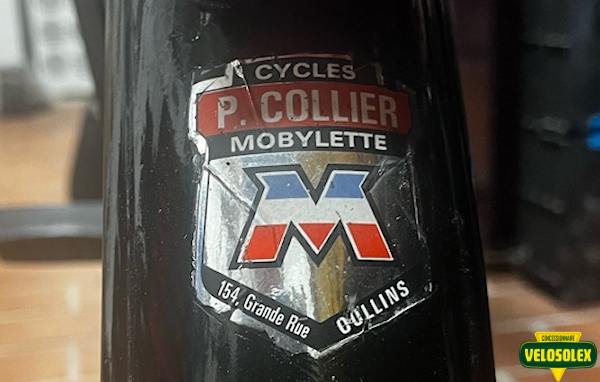 CYCLES
P. COLLIER
MOBYLETTE
M
154, Grande Rue
OULLINS
CONCESSIONNAIRE
VELOSOLEX